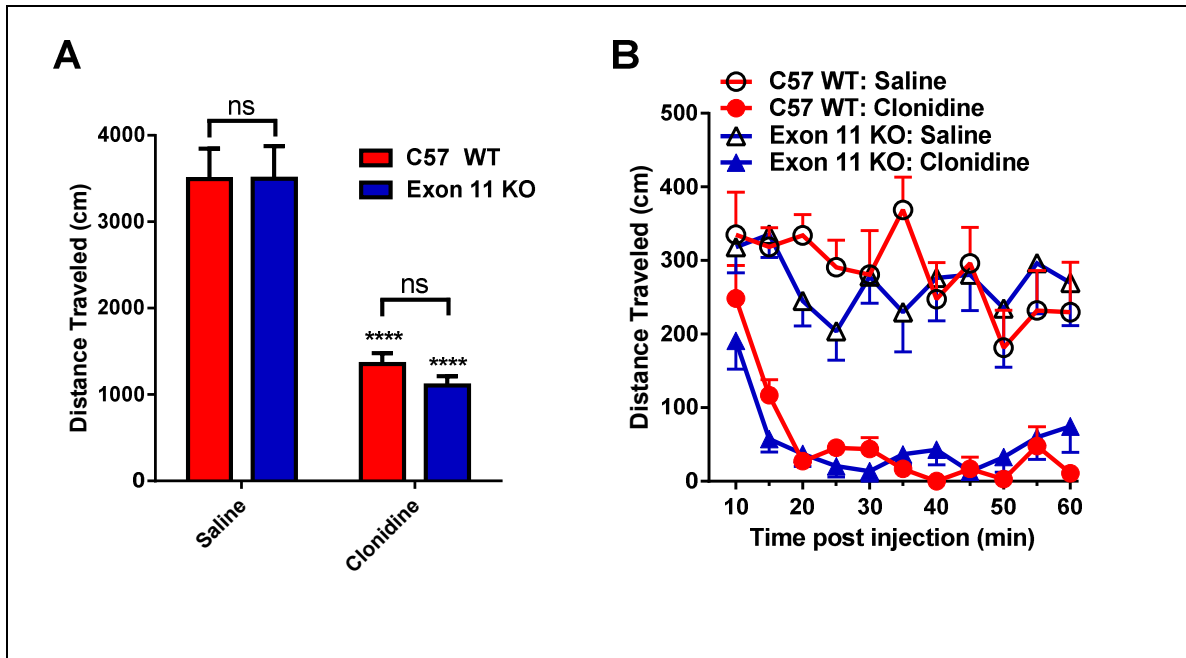 A
ns
4000
3000
2000
1000
0
Distance Traveled (cm)
C57 WT
Exon 11 KO
ns
****
****
Saline
Clonidine
B
C57 WT: Saline
C57 WT: Clonidine
Exon 11 KO: Saline
Exon 11 KO: Clonidine
500
400
300
200
100
0
Distance Traveled (cm)
10 20 30 40 50 60
Time post injection (min)